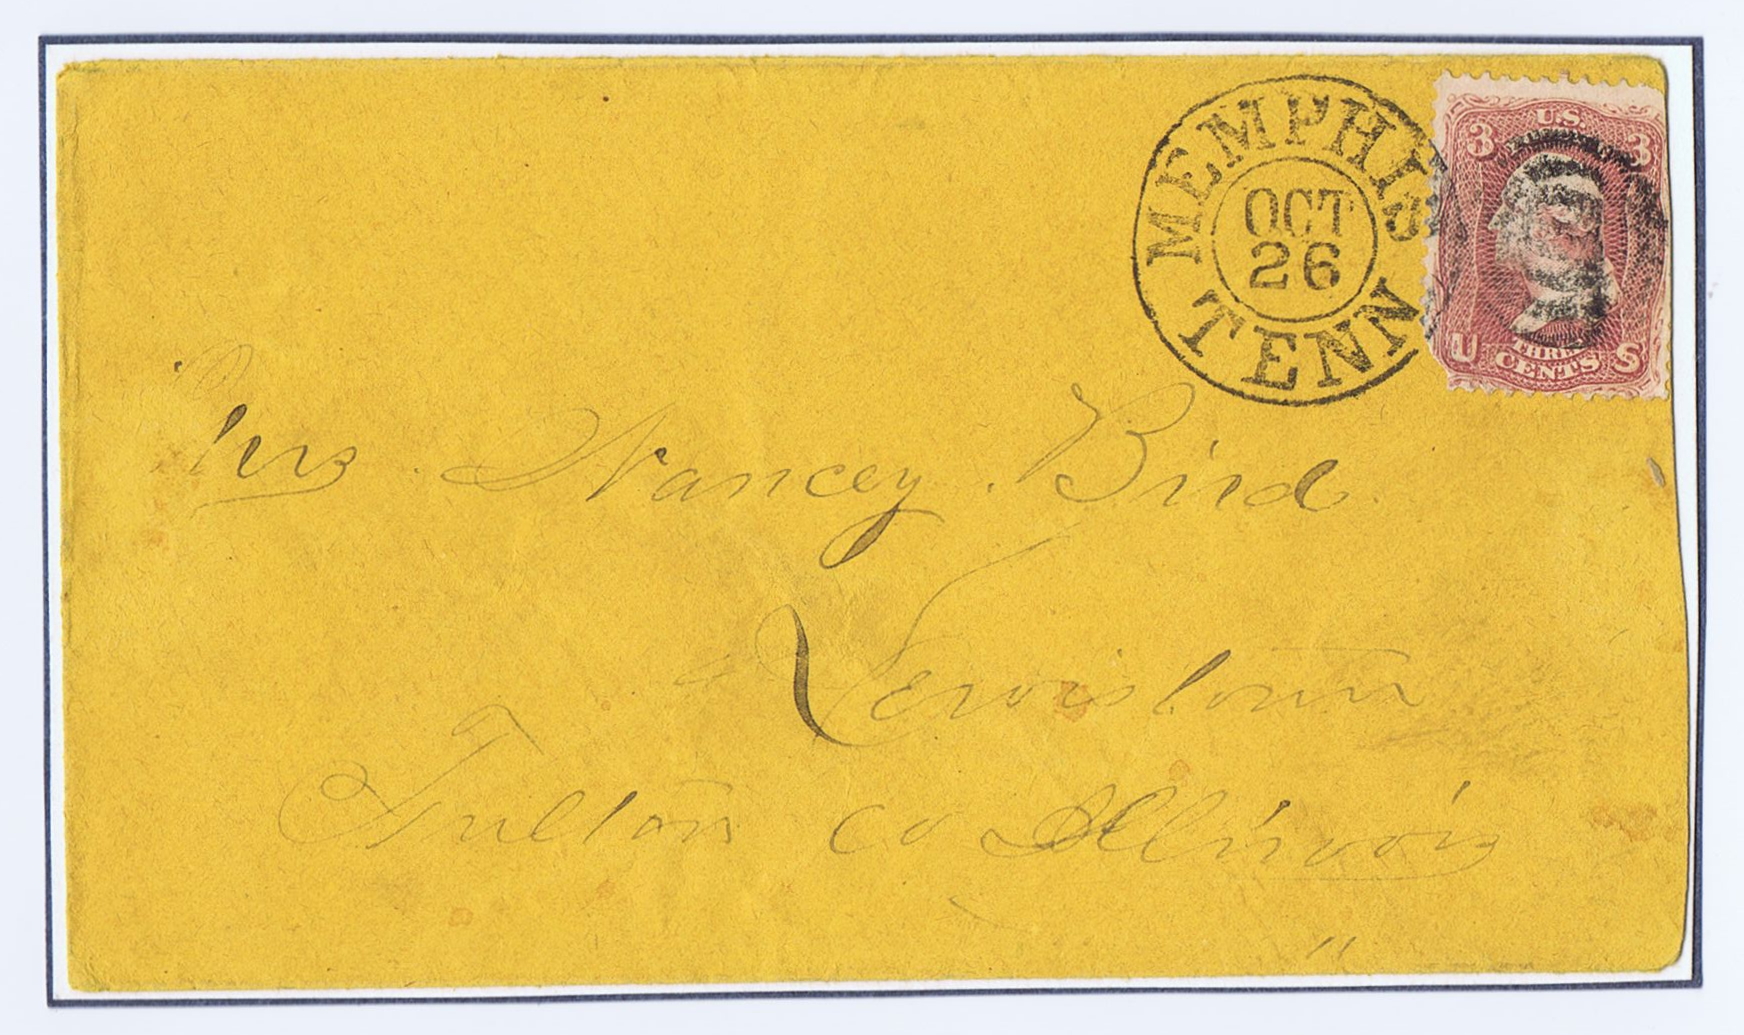 MEMPHIS
OCT
26
TENN
U.S.
3 3
U THREE S
CENTS
Mrs. Nancey Bird.
Lewistown
Fulton Co Illinois